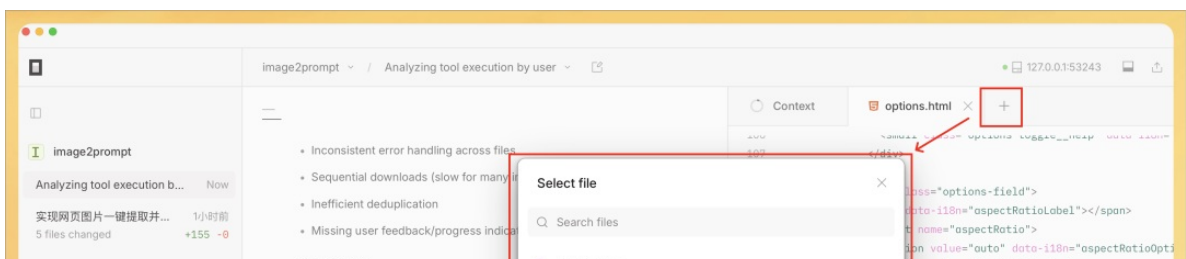 image2prompt / Analyzing tool execution by user
127.0.0.1:53243
Context
options.html
image2prompt
Analyzing tool execution b... Now
实现网页图片一键提取并... 1小时前
5 files changed +155 -0
• Inconsistent error handling across files
• Sequential downloads (slow for many
• Inefficient deduplication
• Missing user feedback/progress indicat
Select file
Search files
107 </div>
="options-field">
data-i18n="aspectRatioLabel"></span>
name="aspectRatio">
value="auto" data-i18n="aspectRatioOpti